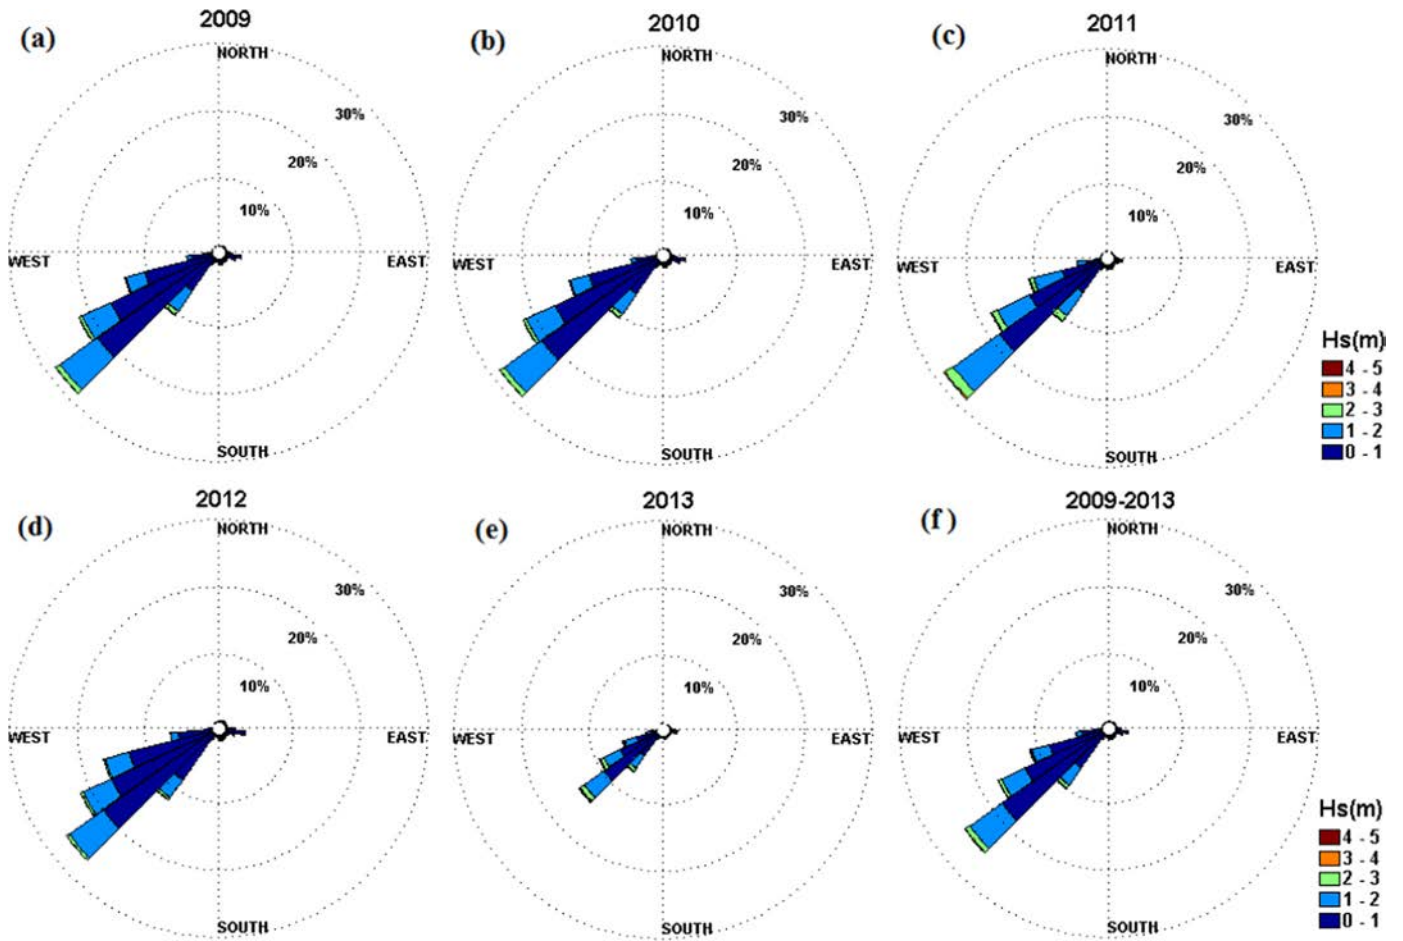 (a)
2009
NORTH
30%
20%
10%
WEST
EAST
SOUTH
(b)
2010
NORTH
30%
20%
10%
WEST
EAST
SOUTH
(c)
2011
NORTH
30%
20%
10%
WEST
EAST
SOUTH
Hs(m)
4 - 5
3 - 4
2 - 3
1 - 2
0 - 1
(d)
2012
NORTH
30%
20%
10%
WEST
EAST
SOUTH
(e)
2013
NORTH
30%
20%
10%
WEST
EAST
SOUTH
(f)
2009-2013
NORTH
30%
20%
10%
WEST
EAST
SOUTH
Hs(m)
4 - 5
3 - 4
2 - 3
1 - 2
0 - 1